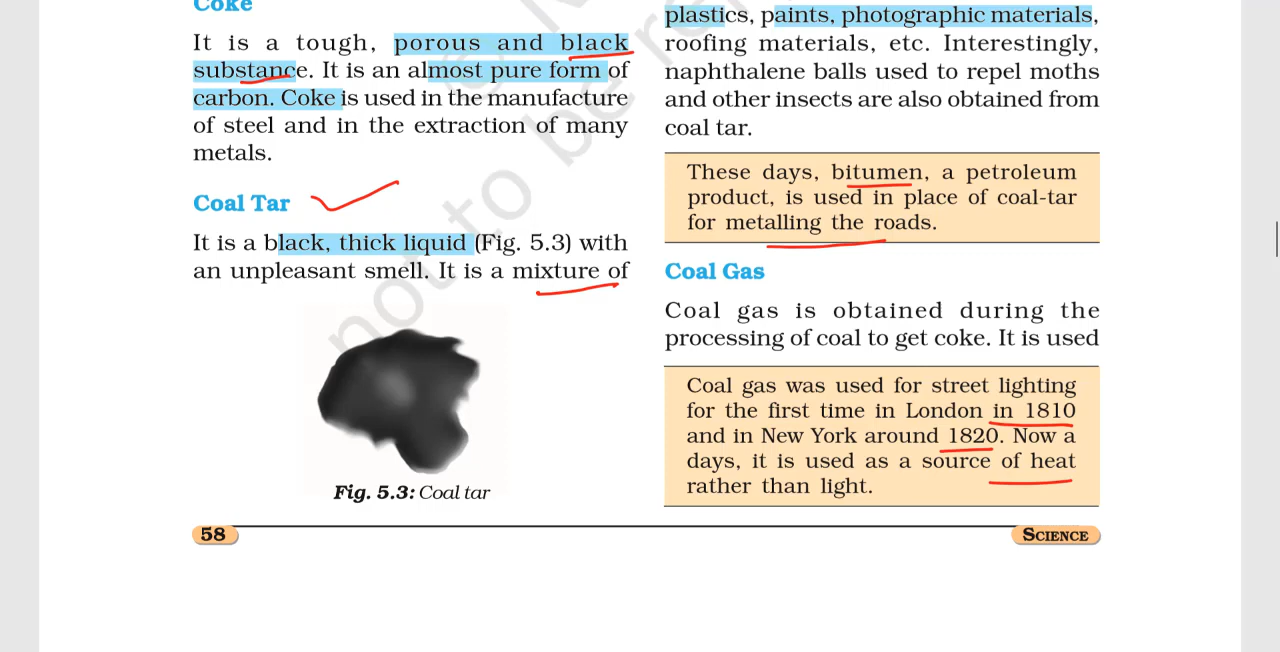 Coke
It is a tough, porous and black
substance. It is an almost pure form of
carbon. Coke is used in the manufacture
of steel and in the extraction of many
metals.
Coal Tar
It is a black, thick liquid (Fig. 5.3) with
an unpleasant smell. It is a mixture of
Fig. 5.3: Coal tar
plastics, paints, photographic materials,
roofing materials, etc. Interestingly,
naphthalene balls used to repel moths
and other insects are also obtained from
coal tar.
These days, bitumen, a petroleum
product, is used in place of coal-tar
for metalling the roads.
Coal Gas
Coal gas is obtained during the
processing of coal to get coke. It is used
Coal gas was used for street lighting
for the first time in London in 1810
and in New York around 1820. Now a
days, it is used as a source of heat
rather than light.
58
SCIENCE
not to be re